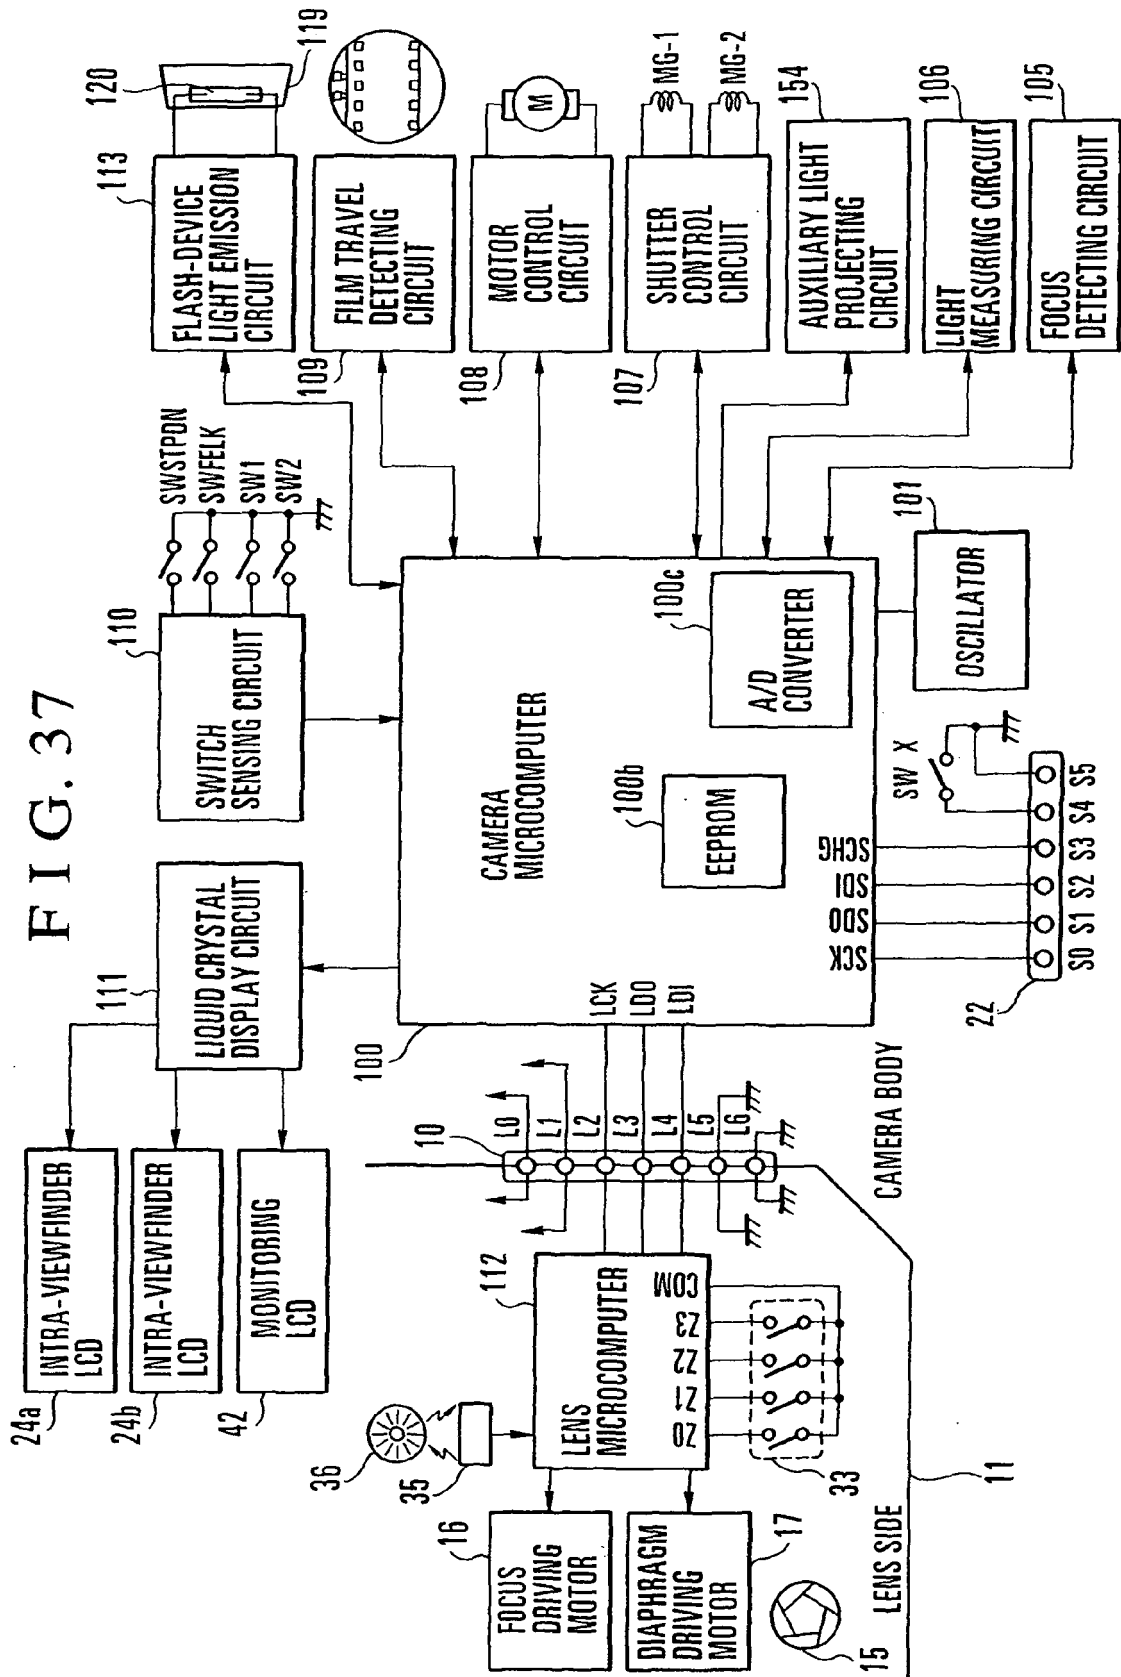 FIG.37
24a
INTRA-VIEWFINDER
LCD
24b
INTRA-VIEWFINDER
LCD
42
MONITORING
LCD
111
LIQUID CRYSTAL
DISPLAY CIRCUIT
110
SWITCH
SENSING CIRCUIT
SWSTPDN
SWFELK
SW1
SW2
113
FLASH-DEVICE
LIGHT EMISSION
CIRCUIT
120
119
109
FILM TRAVEL
DETECTING
CIRCUIT
108
MOTOR
CONTROL
CIRCUIT
M
107
SHUTTER
CONTROL
CIRCUIT
MG-1
MG-2
AUXILIARY LIGHT
PROJECTING
CIRCUIT
154
LIGHT
MEASURING CIRCUIT
106
FOCUS
DETECTING CIRCUIT
105
100
CAMERA
MICROCOMPUTER
100b
EEPROM
100c
A/D
CONVERTER
101
OSCILLATOR
LCK
LDO
LDI
SCK
SDO
SDI
SCHG
SW X
22
S0
S1
S2
S3
S4
S5
10
L0
L1
L2
L3
L4
L5
L6
CAMERA BODY
36
35
112
LENS
MICROCOMPUTER
Z0
Z1
Z2
Z3
COM
33
16
FOCUS
DRIVING
MOTOR
DIAPHRAGM
DRIVING
MOTOR
17
15
LENS SIDE
11